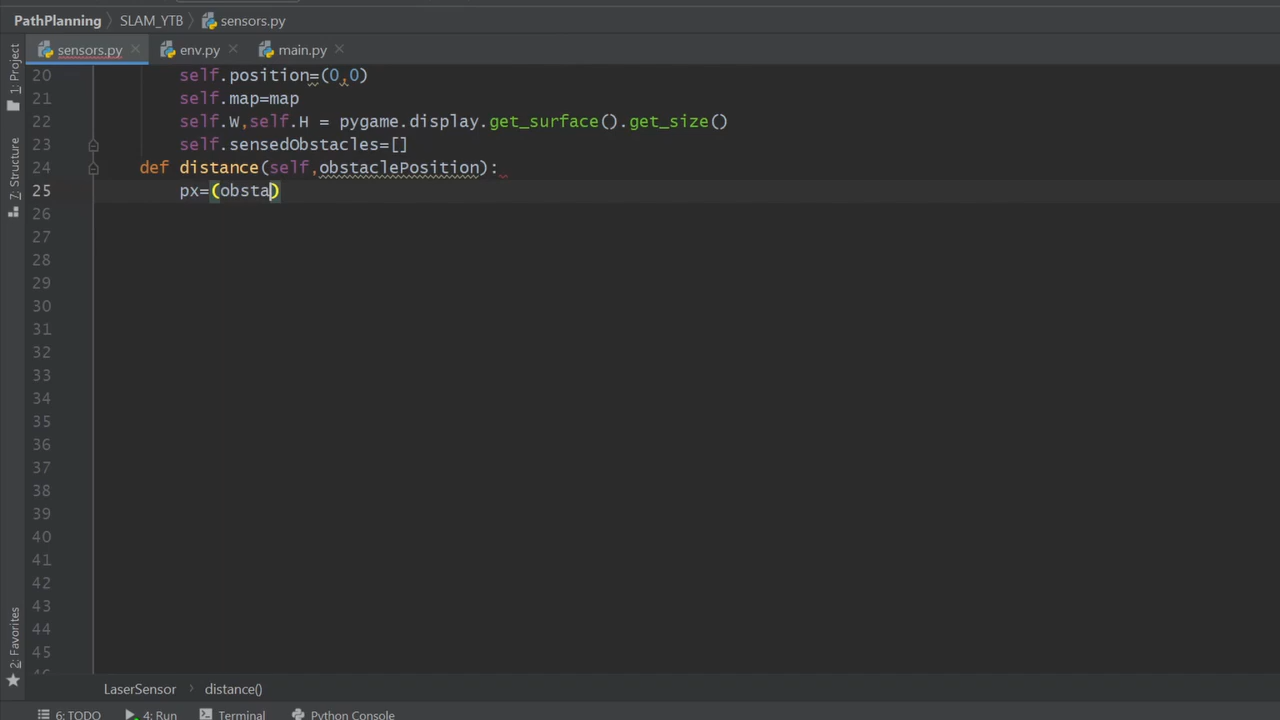 PathPlanning SLAM_YTB sensors.py
sensors.py env.py main.py
1: Project
7: Structure
2: Favorites
20 self.position=(0,0)
21 self.map=map
22 self.W,self.H = pygame.display.get_surface().get_size()
23 self.sensedObstacles=[]
24 def distance(self,obstaclePosition):
25 px=(obsta)
26
27
28
29
30
31
32
33
34
35
36
37
38
39
40
41
42
43
44
45
LaserSensor distance()
6: TODO 4: Run Terminal Python Console